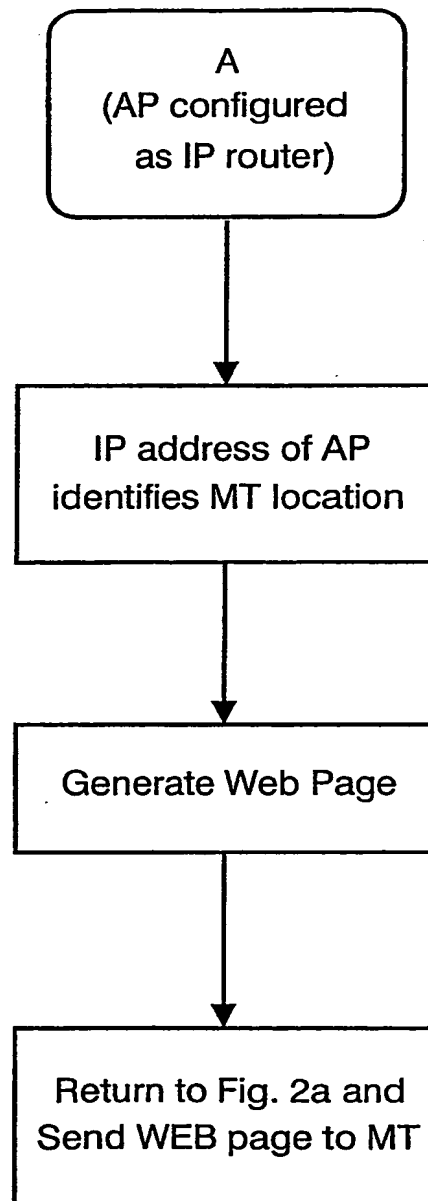 A
(AP configured
as IP router)
IP address of AP
identifies MT location
Generate Web Page
Return to Fig. 2a and
Send WEB page to MT